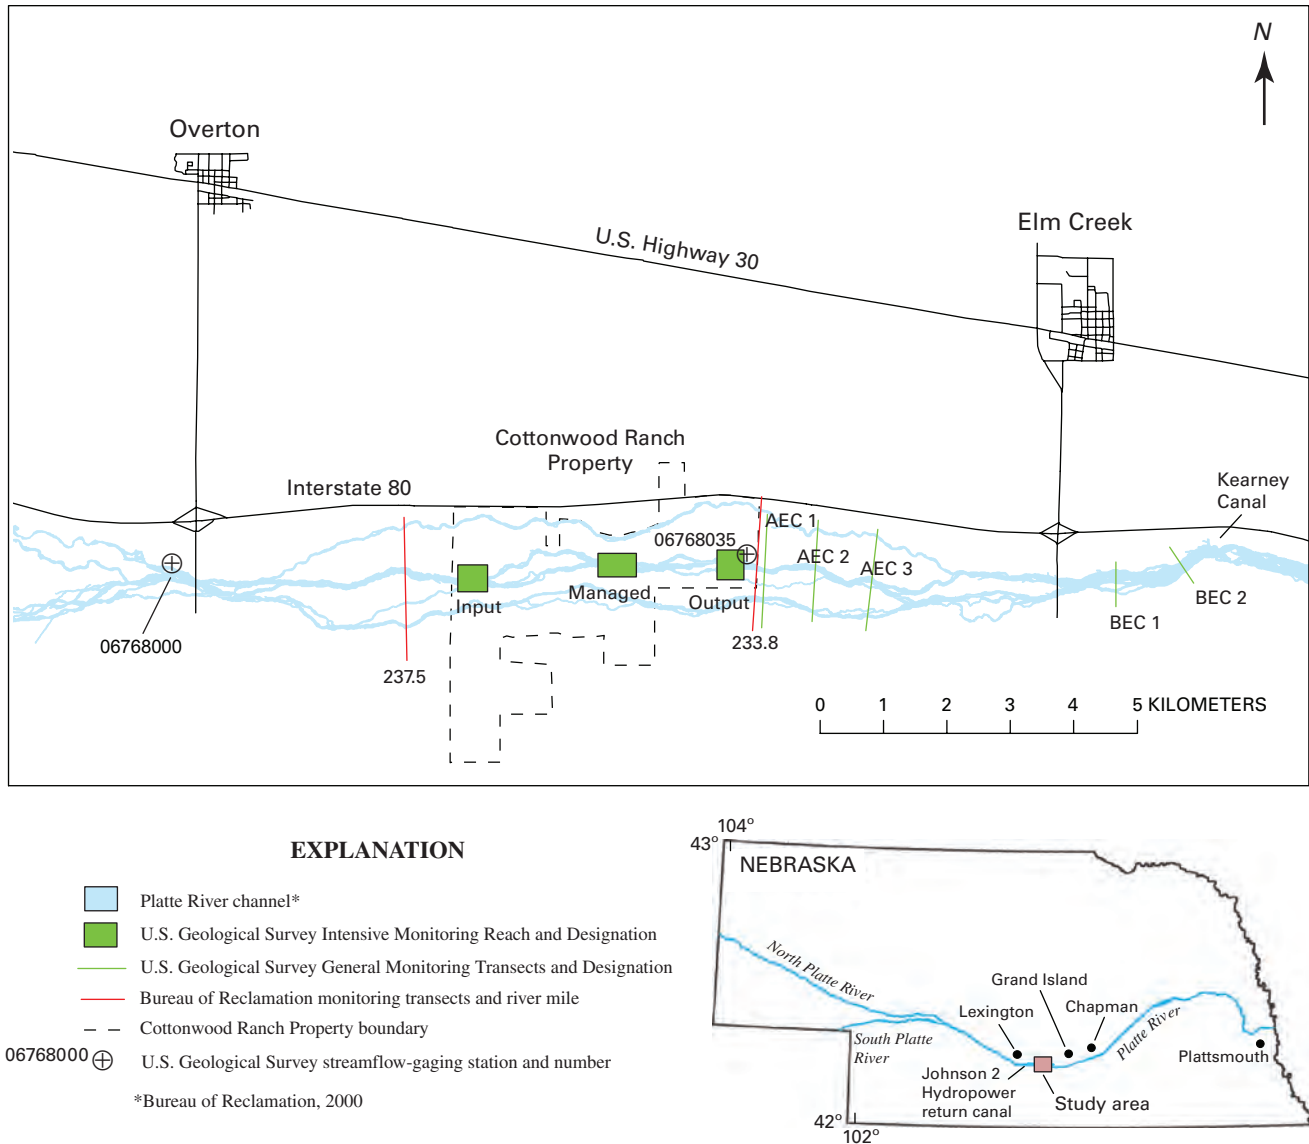 N
Overton
Elm Creek
U.S. Highway 30
Cottonwood Ranch
Property
Interstate 80
Kearney
Canal
AEC 1
06768035
AEC 2
AEC 3
Input
Managed
Output
BEC 1
BEC 2
06768000
237.5
233.8
0 1 2 3 4 5 KILOMETERS
EXPLANATION
Platte River channel*
U.S. Geological Survey Intensive Monitoring Reach and Designation
U.S. Geological Survey General Monitoring Transects and Designation
Bureau of Reclamation monitoring transects and river mile
Cottonwood Ranch Property boundary
06768000 U.S. Geological Survey streamflow-gaging station and number
*Bureau of Reclamation, 2000
104°
43°
NEBRASKA
North Platte River
South Platte
River
Lexington
Grand Island
Chapman
Platte River
Plattsmouth
Johnson 2
Hydropower
return canal
Study area
42°
102°